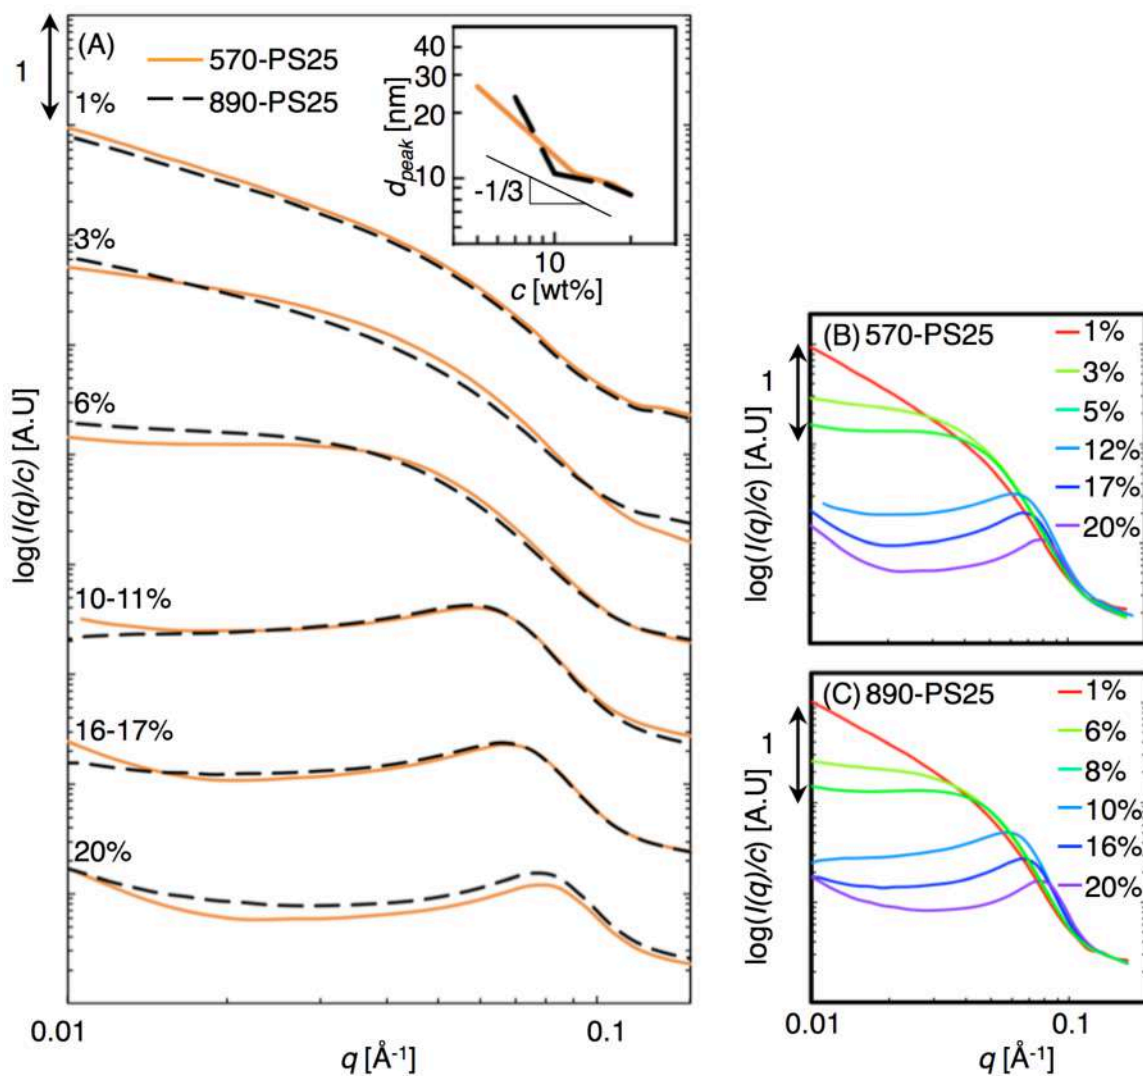 (A)
570-PS25
890-PS25
1
1%
3%
6%
10-11%
16-17%
20%
log(I(q)/c) [A.U]
0.01
0.1
q [Å-1]
40
30
20
10
dpeak [nm]
-1/3
10
c [wt%]
(B) 570-PS25
1%
3%
5%
12%
17%
20%
1
log(I(q)/c) [A.U]
(C) 890-PS25
1%
6%
8%
10%
16%
20%
1
log(I(q)/c) [A.U]
0.01
0.1
q [Å-1]